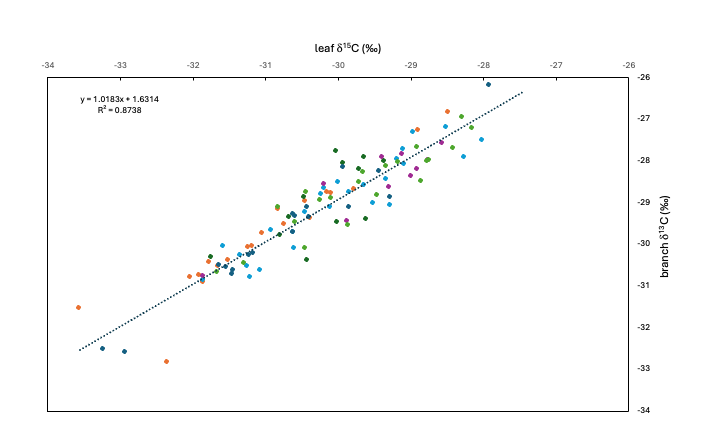 leaf δ¹⁵C (‰)
-34 -33 -32 -31 -30 -29 -28 -27 -26
y = 1.0183x + 1.6314
R² = 0.8738
-26
-27
-28
-29
-30
-31
-32
-33
-34
branch δ¹³C (‰)